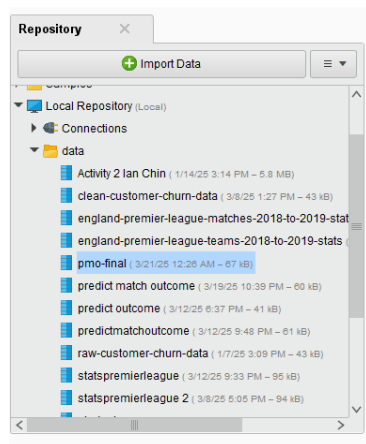 Repository
Import Data
Samples
Local Repository (Local)
Connections
data
Activity 2 Ian Chin ( 1/14/25 3:14 PM – 5.8 MB)
clean-customer-churn-data ( 3/8/25 1:27 PM – 43 kB)
england-premier-league-matches-2018-to-2019-stat
england-premier-league-teams-2018-to-2019-stats (
pmo-final ( 3/21/25 12:26 AM – 67 kB)
predict match outcome ( 3/19/25 10:39 PM – 60 kB)
predict outcome ( 3/12/25 6:37 PM – 41 kB)
predictmatchoutcome ( 3/12/25 9:48 PM – 61 kB)
raw-customer-churn-data ( 1/7/25 3:09 PM – 43 kB)
statspremierleague ( 3/12/25 9:33 PM – 95 kB)
statspremierleague 2 ( 3/8/25 5:05 PM – 94 kB)